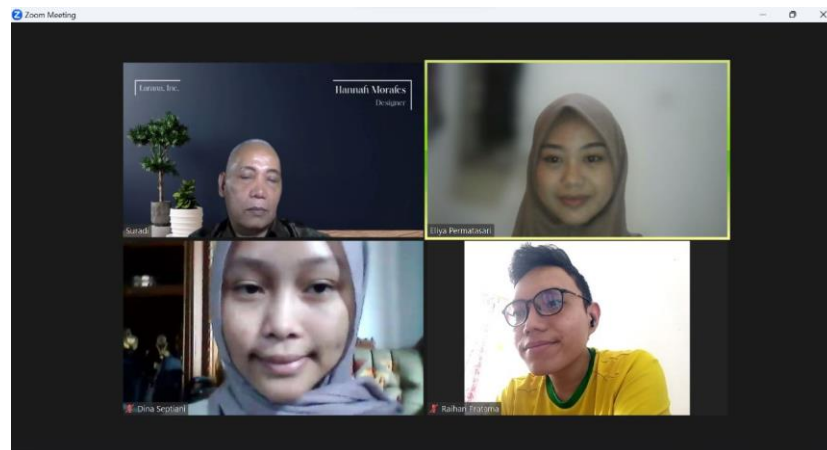 Zoom Meeting
Larana, Inc.
Hannah Morales
Designer
Suradi
Eliya Permatasari
Dina Septiani
Raihan Pratama